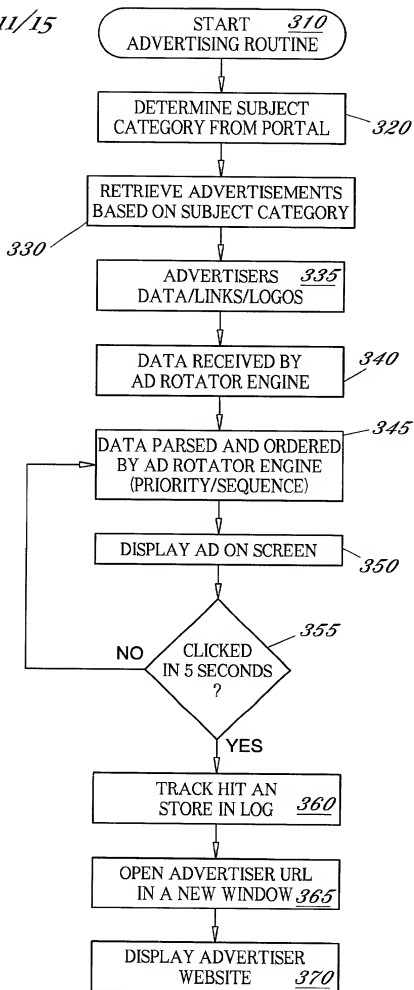 11/15
START 310
ADVERTISING ROUTINE
DETERMINE SUBJECT
CATEGORY FROM PORTAL
320
RETRIEVE ADVERTISEMENTS
BASED ON SUBJECT CATEGORY
330
ADVERTISERS 335
DATA/LINKS/LOGOS
DATA RECEIVED BY
AD ROTATOR ENGINE
340
345
DATA PARSED AND ORDERED
BY AD ROTATOR ENGINE
(PRIORITY/SEQUENCE)
DISPLAY AD ON SCREEN
350
355
CLICKED
IN 5 SECONDS
?
NO
YES
TRACK HIT AN
STORE IN LOG 360
OPEN ADVERTISER URL
IN A NEW WINDOW 365
DISPLAY ADVERTISER
WEBSITE 370